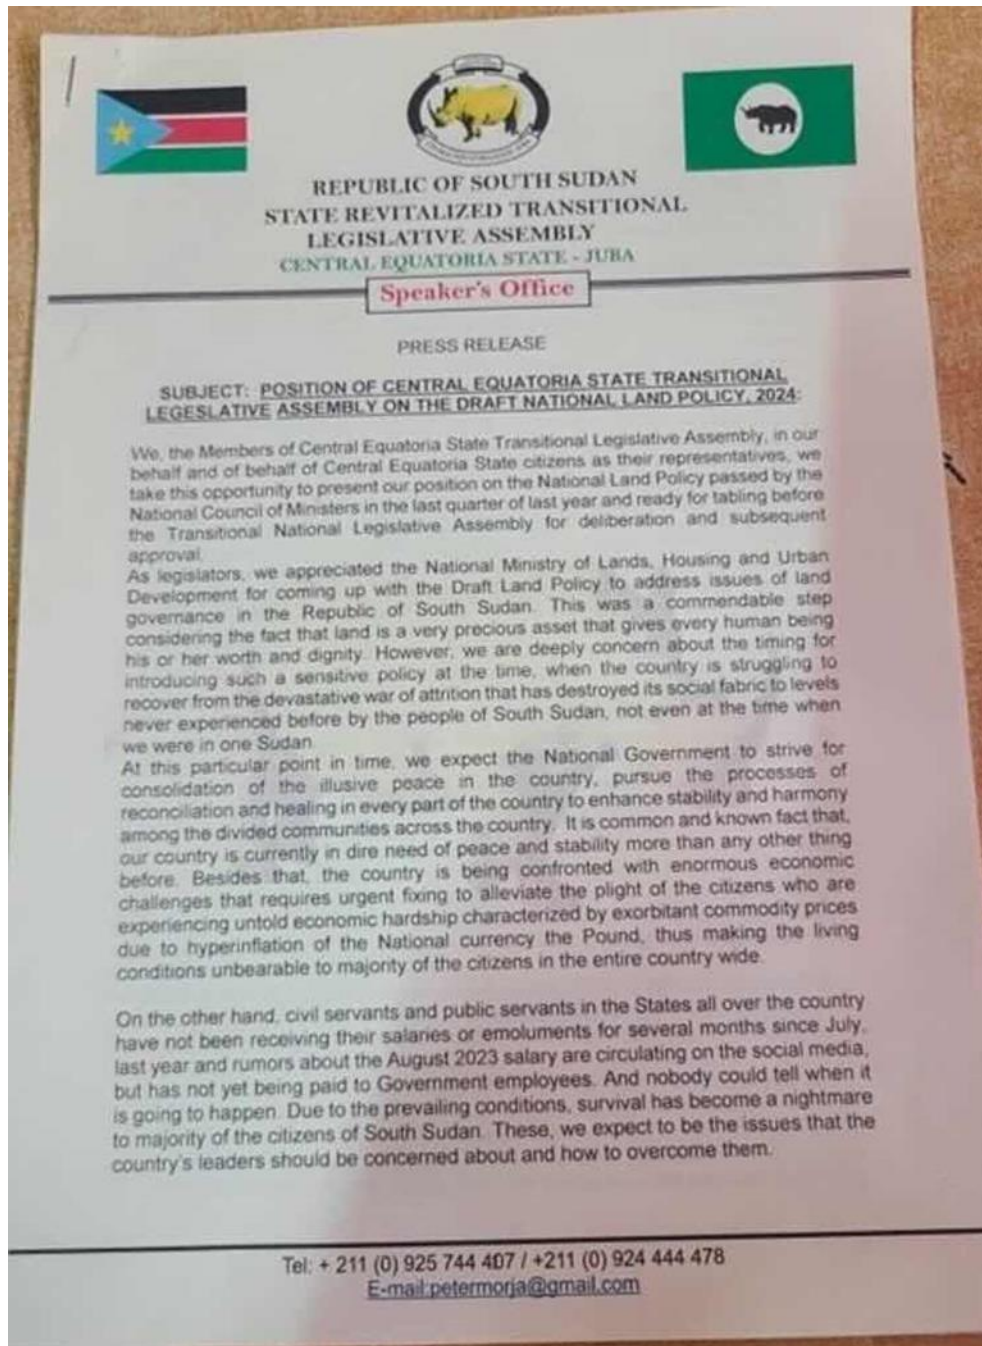 REPUBLIC OF SOUTH SUDAN
STATE REVITALIZED TRANSITIONAL
LEGISLATIVE ASSEMBLY
CENTRAL EQUATORIA STATE - JUBA
Speaker's Office
PRESS RELEASE
SUBJECT: POSITION OF CENTRAL EQUATORIA STATE TRANSITIONAL
LEGESLATIVE ASSEMBLY ON THE DRAFT NATIONAL LAND POLICY, 2024:
We, the Members of Central Equatoria State Transitional Legislative Assembly, in our
behalf and of behalf of Central Equatoria State citizens as their representatives, we
take this opportunity to present our position on the National Land Policy passed by the
National Council of Ministers in the last quarter of last year and ready for tabling before
the Transitional National Legislative Assembly for deliberation and subsequent
approval.
As legislators, we appreciated the National Ministry of Lands, Housing and Urban
Development for coming up with the Draft Land Policy to address issues of land
governance in the Republic of South Sudan. This was a commendable step
considering the fact that land is a very precious asset that gives every human being
his or her worth and dignity. However, we are deeply concern about the timing for
introducing such a sensitive policy at the time, when the country is struggling to
recover from the devastative war of attrition that has destroyed its social fabric to levels
never experienced before by the people of South Sudan, not even at the time when
we were in one Sudan.
At this particular point in time, we expect the National Government to strive for
consolidation of the illusive peace in the country, pursue the processes of
reconciliation and healing in every part of the country to enhance stability and harmony
among the divided communities across the country. It is common and known fact that,
our country is currently in dire need of peace and stability more than any other thing
before. Besides that, the country is being confronted with enormous economic
challenges that requires urgent fixing to alleviate the plight of the citizens who are
experiencing untold economic hardship characterized by exorbitant commodity prices
due to hyperinflation of the National currency the Pound, thus making the living
conditions unbearable to majority of the citizens in the entire country wide.
On the other hand, civil servants and public servants in the States all over the country
have not been receiving their salaries or emoluments for several months since July,
last year and rumors about the August 2023 salary are circulating on the social media,
but has not yet being paid to Government employees. And nobody could tell when it
is going to happen. Due to the prevailing conditions, survival has become a nightmare
to majority of the citizens of South Sudan. These, we expect to be the issues that the
country's leaders should be concerned about and how to overcome them.
Tel: + 211 (0) 925 744 407 / +211 (0) 924 444 478
E-mail:petermorja@gmail.com